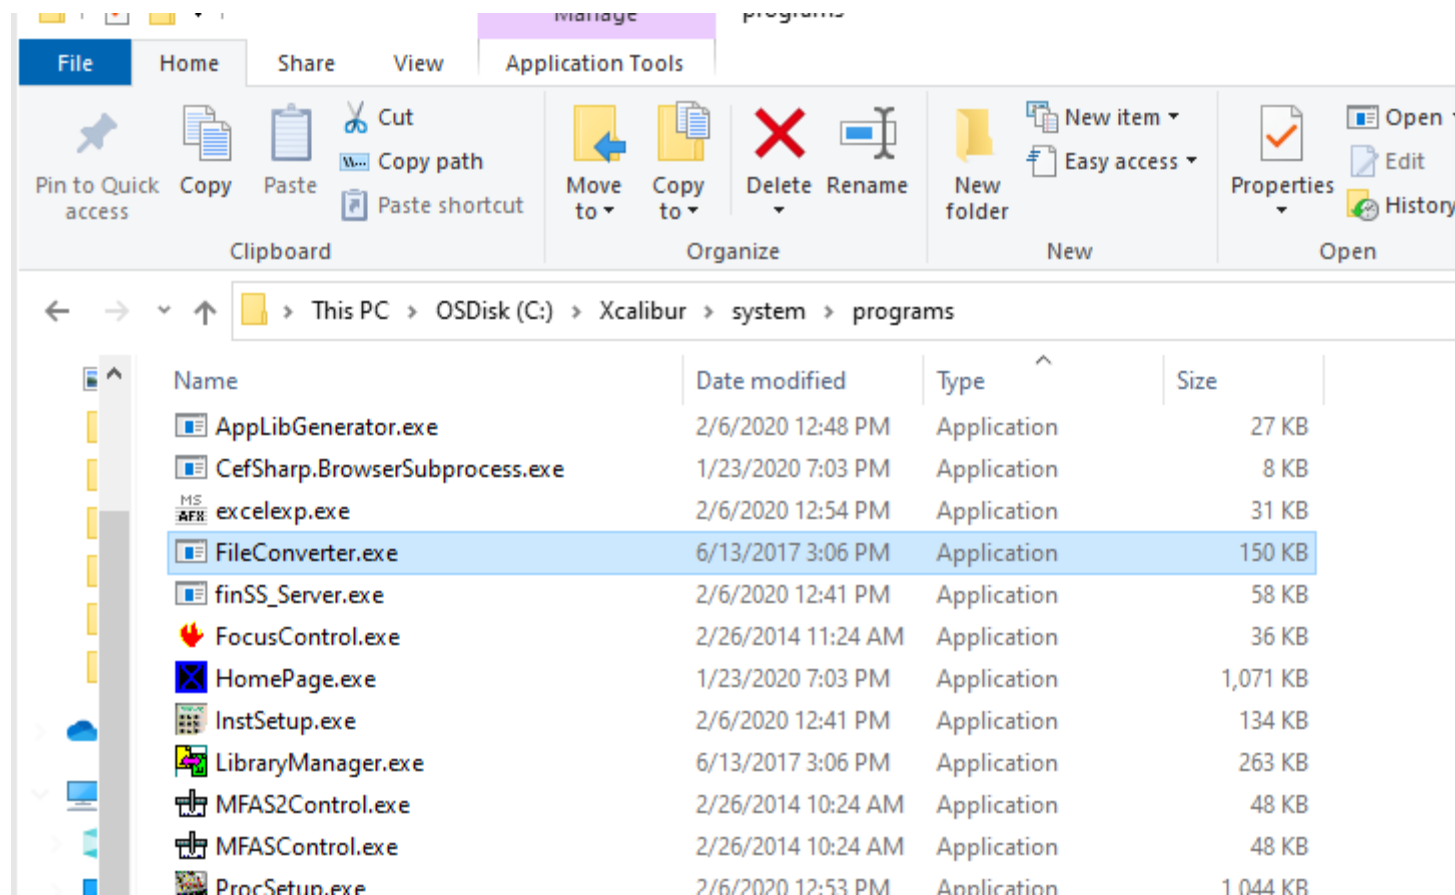 Manage programs
File Home Share View Application Tools
Cut
Copy path
Paste shortcut
Pin to Quick access
Copy
Paste
Clipboard
Move to
Copy to
Delete
Rename
Organize
New folder
New item
Easy access
New
Properties
Open
Edit
History
Open
This PC > OSDisk (C:) > Xcalibur > system > programs
Name Date modified Type Size
AppLibGenerator.exe 2/6/2020 12:48 PM Application 27 KB
CefSharp.BrowserSubprocess.exe 1/23/2020 7:03 PM Application 8 KB
MS
AFX excelexp.exe 2/6/2020 12:54 PM Application 31 KB
FileConverter.exe 6/13/2017 3:06 PM Application 150 KB
finSS_Server.exe 2/6/2020 12:41 PM Application 58 KB
FocusControl.exe 2/26/2014 11:24 AM Application 36 KB
HomePage.exe 1/23/2020 7:03 PM Application 1,071 KB
InstSetup.exe 2/6/2020 12:41 PM Application 134 KB
LibraryManager.exe 6/13/2017 3:06 PM Application 263 KB
MFAS2Control.exe 2/26/2014 10:24 AM Application 48 KB
MFASControl.exe 2/26/2014 10:24 AM Application 48 KB
ProcSetup.exe 2/6/2020 12:53 PM Application 1,044 KB